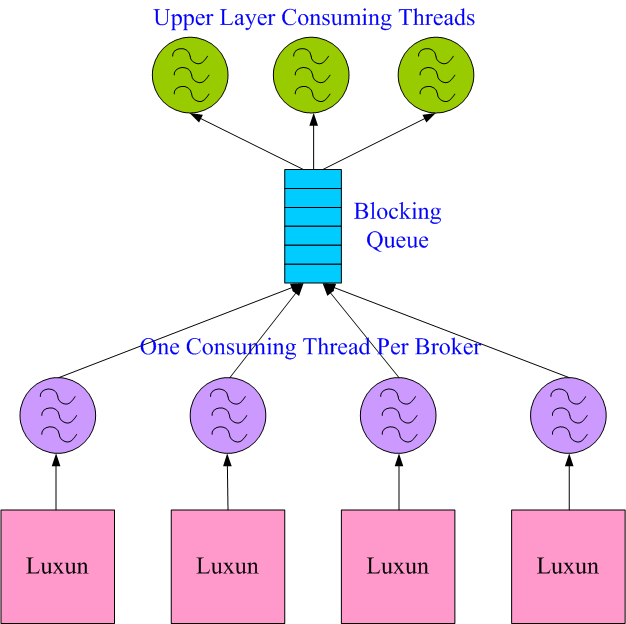 Upper Layer Consuming Threads
Blocking
Queue
One Consuming Thread Per Broker
Luxun
Luxun
Luxun
Luxun